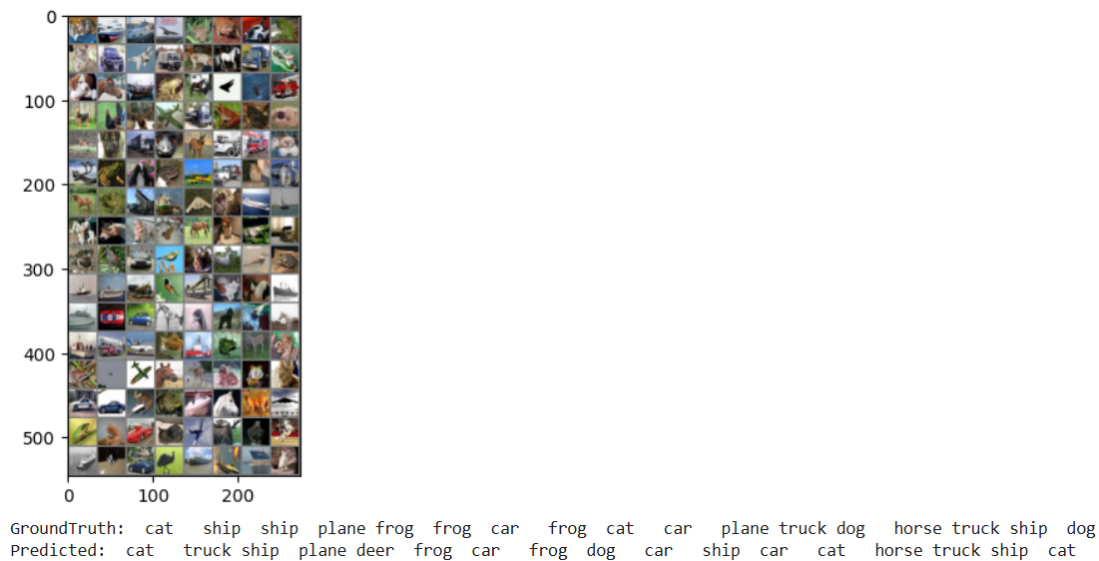 0
100
200
300
400
500
0 100 200
GroundTruth: cat ship ship plane frog frog car frog cat car plane truck dog horse truck ship dog
Predicted: cat truck ship plane deer frog car frog dog car ship car cat horse truck ship cat